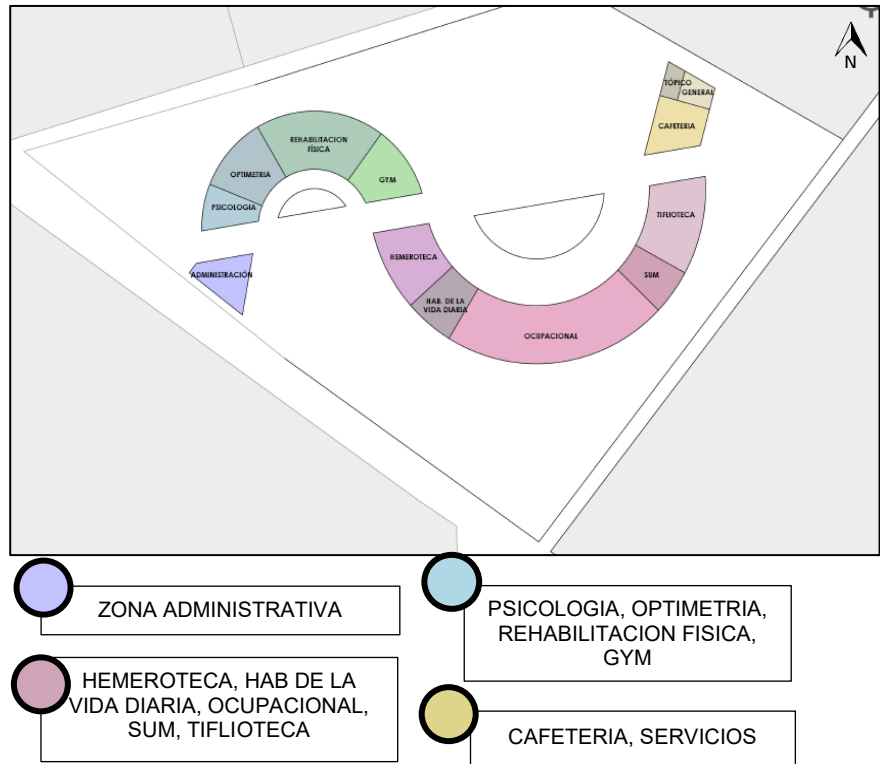 N
TÓPICO
GENERAL
CAFETERIA
REHABILITACION
FÍSICA
OPTIMETRIA
GYM
PSICOLOGIA
TIFLIOTECA
HEMEROTECA
ADMINISTRACIÓN
SUM
HAB. DE LA
VIDA DIARIA
OCUPACIONAL
ZONA ADMINISTRATIVA
PSICOLOGIA, OPTIMETRIA,
REHABILITACION FISICA,
GYM
HEMEROTECA, HAB DE LA
VIDA DIARIA, OCUPACIONAL,
SUM, TIFLIOTECA
CAFETERIA, SERVICIOS